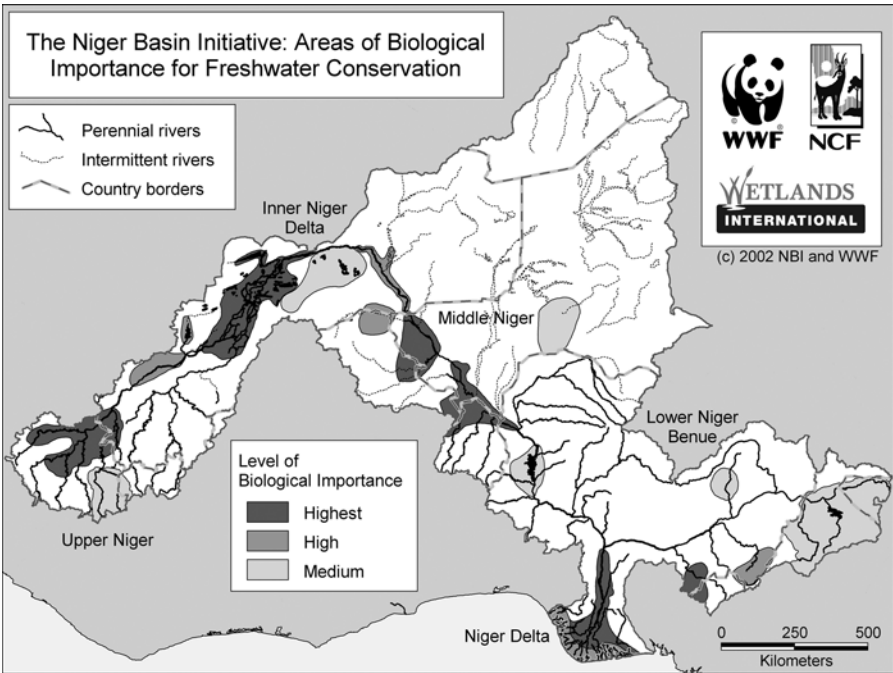 The Niger Basin Initiative: Areas of Biological
Importance for Freshwater Conservation
Perennial rivers
Intermittent rivers
Country borders
WWF
NCF
WETLANDS
INTERNATIONAL
(c) 2002 NBI and WWF
Inner Niger
Delta
Middle Niger
Lower Niger
Benue
Upper Niger
Niger Delta
Level of
Biological Importance
Highest
High
Medium
0 250 500
Kilometers